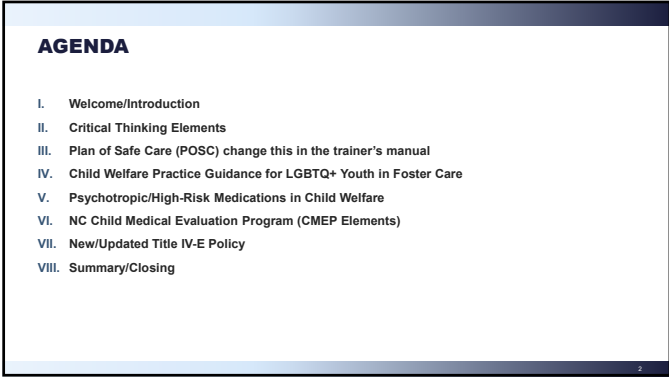 AGENDA
I. Welcome/Introduction
II. Critical Thinking Elements
III. Plan of Safe Care (POSC) change this in the trainer's manual
IV. Child Welfare Practice Guidance for LGBTQ+ Youth in Foster Care
V. Psychotropic/High-Risk Medications in Child Welfare
VI. NC Child Medical Evaluation Program (CMEP Elements)
VII. New/Updated Title IV-E Policy
VIII. Summary/Closing
2